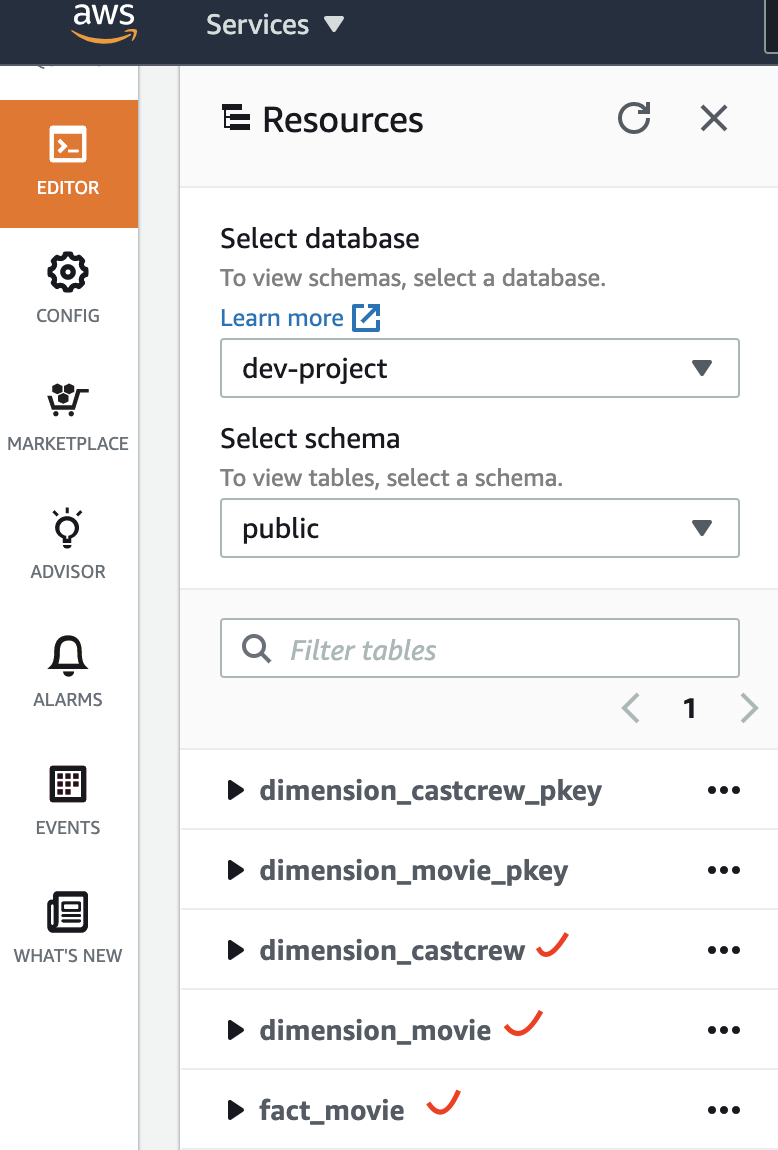 aws
Services
EDITOR
CONFIG
MARKETPLACE
ADVISOR
ALARMS
EVENTS
WHAT'S NEW
Resources
Select database
To view schemas, select a database.
Learn more
dev-project
Select schema
To view tables, select a schema.
public
Filter tables
1
dimension_castcrew_pkey
dimension_movie_pkey
dimension_castcrew
dimension_movie
fact_movie